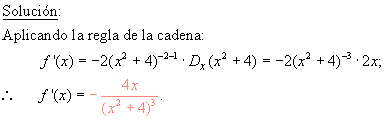 Solución:
Aplicando la regla de la cadena:
f '(x) = −2(x² + 4)⁻²⁻¹ · Dₓ (x² + 4) = −2(x² + 4)⁻³ · 2x;
∴ f '(x) = − 4x / (x² + 4)³ .